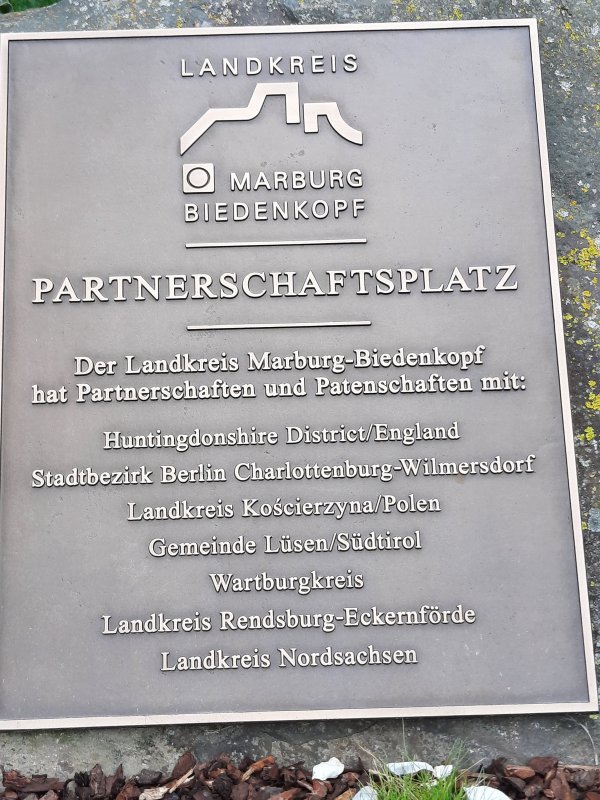 LANDKREIS
MARBURG
BIEDENKOPF
PARTNERSCHAFTSPLATZ
Der Landkreis Marburg-Biedenkopf
hat Partnerschaften und Patenschaften mit:
Huntingdonshire District/England
Stadtbezirk Berlin Charlottenburg-Wilmersdorf
Landkreis Kościerzyna/Polen
Gemeinde Lüsen/Südtirol
Wartburgkreis
Landkreis Rendsburg-Eckernförde
Landkreis Nordsachsen